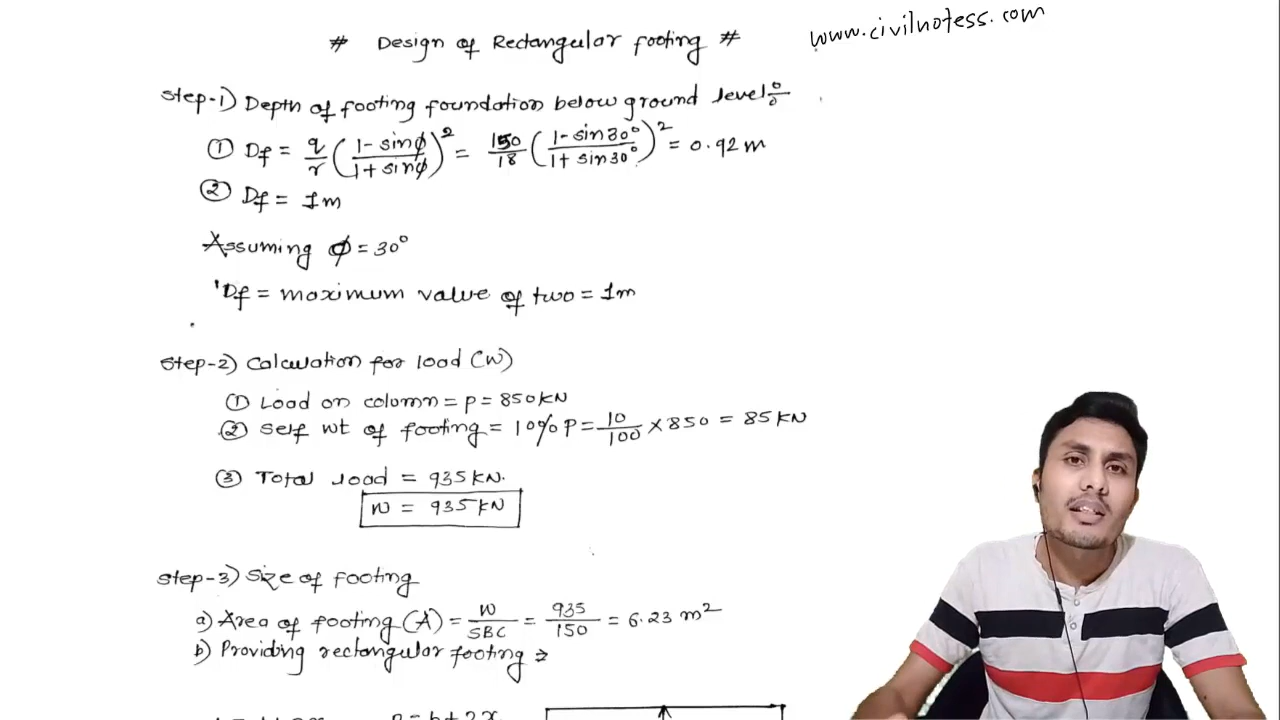 # Design of Rectangular footing #
www.civilnotess.com
Step-1) Depth of footing foundation below ground level:
① Df = q/r (1-sinϕ/1+sinϕ)² = 150/18 (1-sin30°/1+sin30°)² = 0.92m
② Df = 1m
Assuming ϕ = 30°
Df = maximum value of two = 1m
Step-2) Calculation for load (W)
① Load on column = P = 850 KN
② Self wt of footing = 10% P = 10/100 × 850 = 85 KN
③ Total load = 935 KN.
W = 935 KN
Step-3) Size of footing
a) Area of footing (A) = W/SBC = 935/150 = 6.23 m²
b) Providing rectangular footing